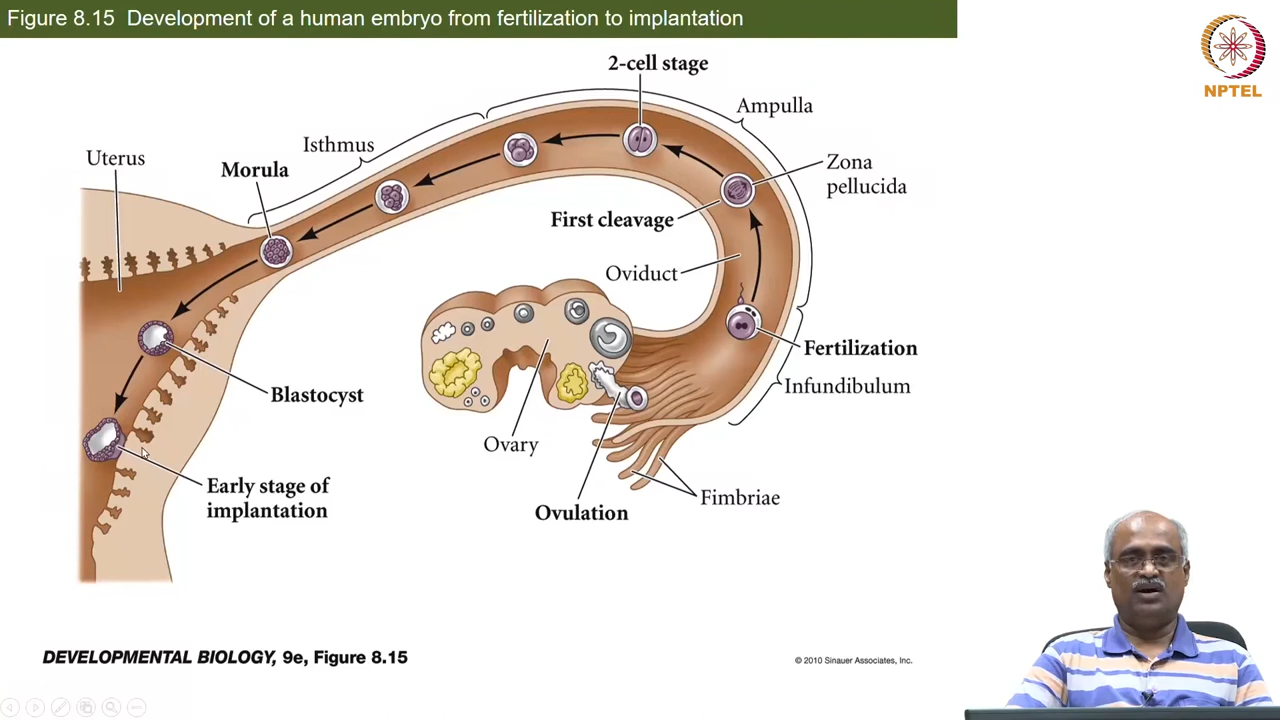 Figure 8.15 Development of a human embryo from fertilization to implantation
NPTEL
2-cell stage
Ampulla
Isthmus
Uterus
Morula
Zona
pellucida
First cleavage
Oviduct
Fertilization
Infundibulum
Blastocyst
Ovary
Early stage of
implantation
Ovulation
Fimbriae
DEVELOPMENTAL BIOLOGY, 9e, Figure 8.15
© 2010 Sinauer Associates, Inc.